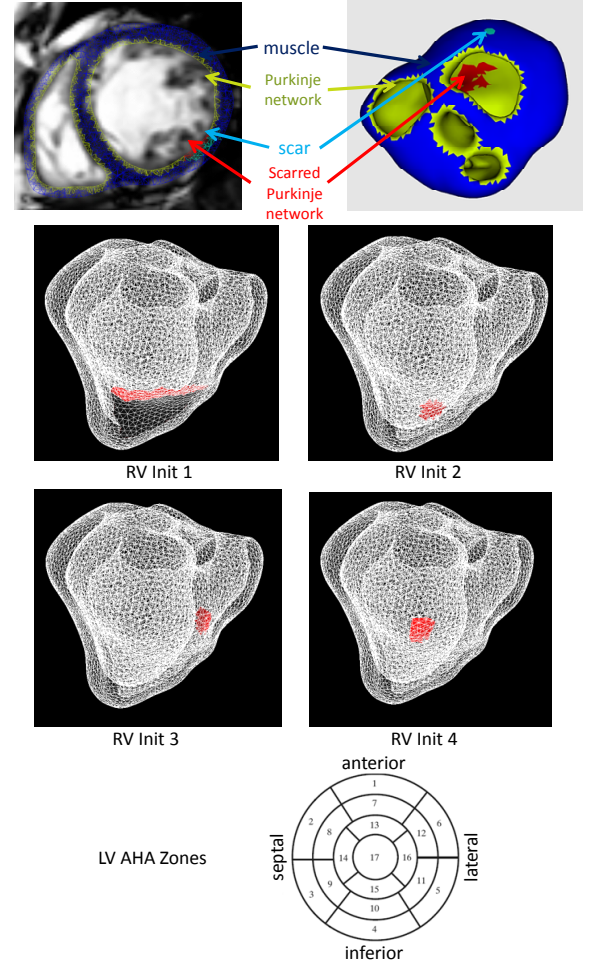 muscle
Purkinje
network
scar
Scarred
Purkinje
network
RV Init 1
RV Init 2
RV Init 3
RV Init 4
anterior
LV AHA Zones
septal
1
7
2
6
8
13
12
14
17
16
9
11
3
15
5
10
4
lateral
inferior